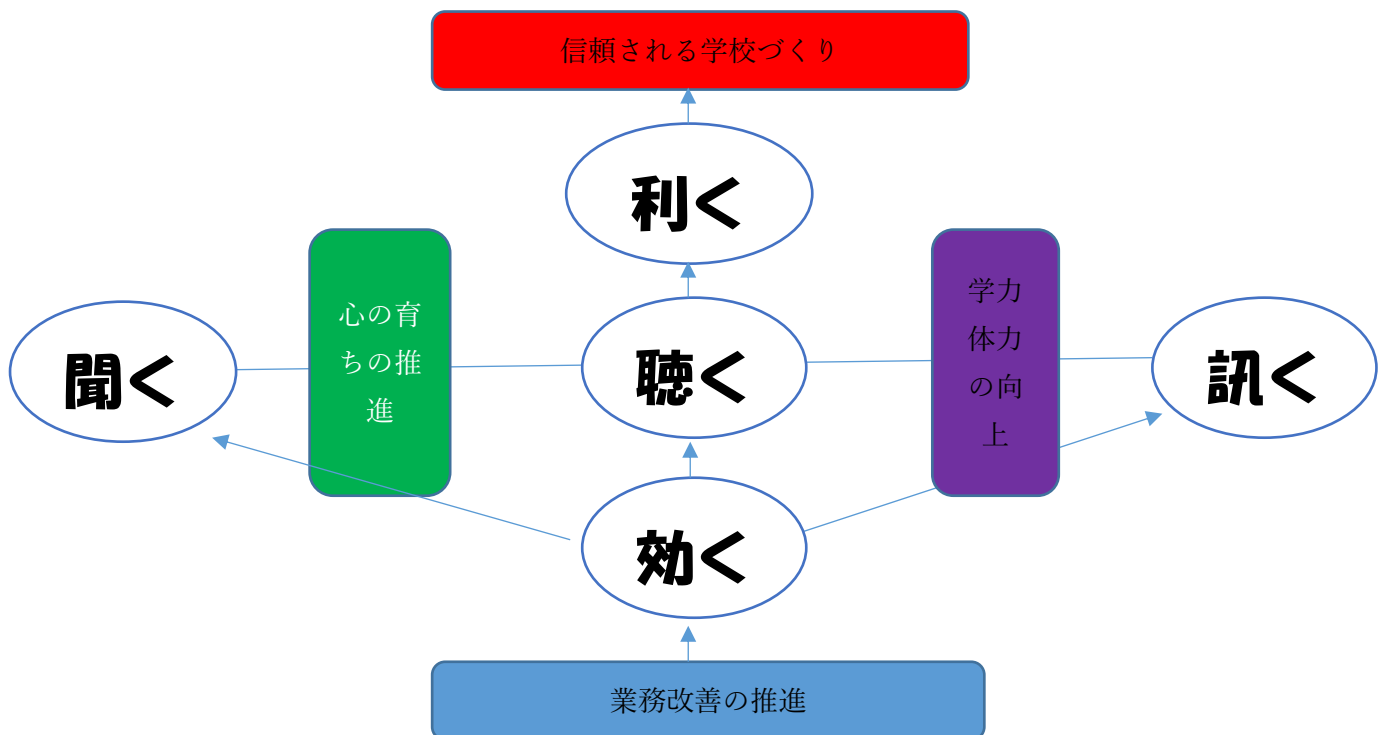 信頼される学校づくり
利く
心の育
ちの推
進
学力
体力
の向
上
聞く
聴く
訊く
効く
業務改善の推進